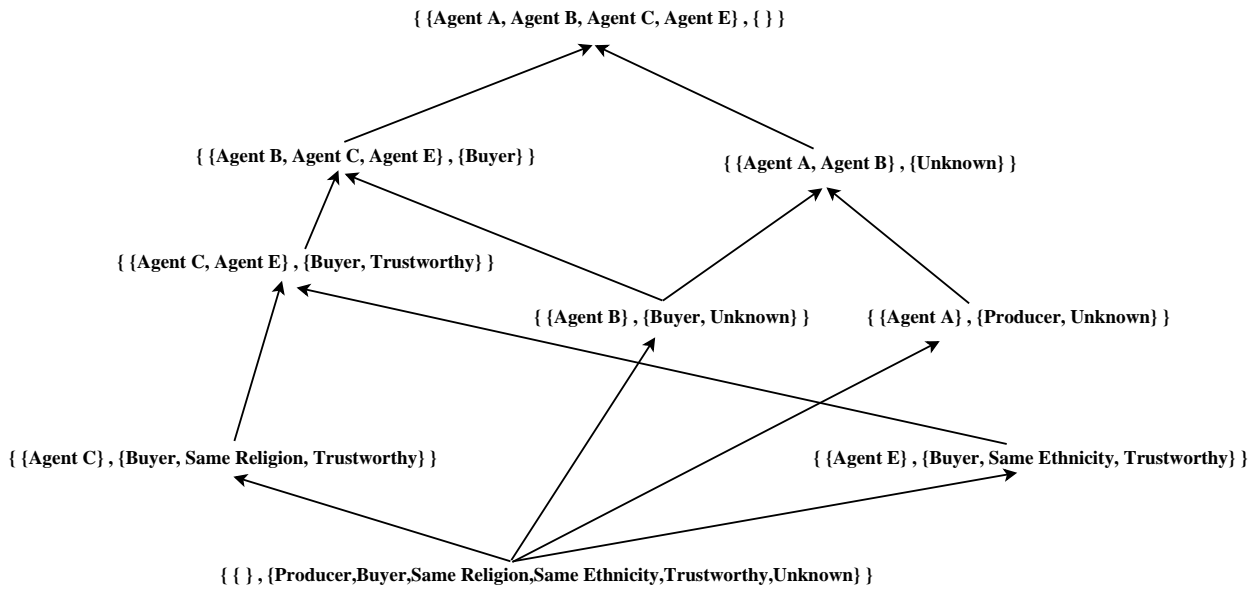 { {Agent A, Agent B, Agent C, Agent E} , { } }
{ {Agent B, Agent C, Agent E} , {Buyer} }
{ {Agent A, Agent B} , {Unknown} }
{ {Agent C, Agent E} , {Buyer, Trustworthy} }
{ {Agent B} , {Buyer, Unknown} }
{ {Agent A} , {Producer, Unknown} }
{ {Agent C} , {Buyer, Same Religion, Trustworthy} }
{ {Agent E} , {Buyer, Same Ethnicity, Trustworthy} }
{ { } , {Producer,Buyer,Same Religion,Same Ethnicity,Trustworthy,Unknown} }